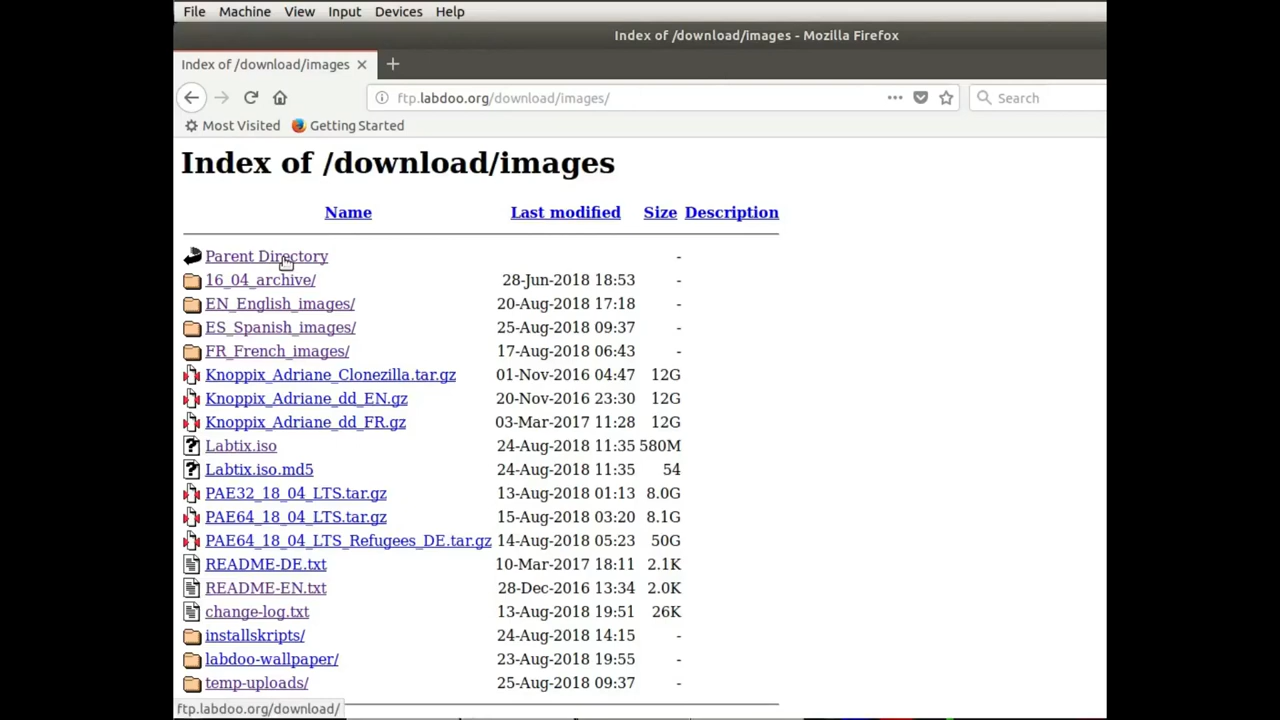 File Machine View Input Devices Help
Index of /download/images - Mozilla Firefox
Index of /download/images
ftp.labdoo.org/download/images/ Search
Most Visited Getting Started
Index of /download/images
Name Last modified Size Description
Parent Directory -
16_04_archive/ 28-Jun-2018 18:53 -
EN_English_images/ 20-Aug-2018 17:18 -
ES_Spanish_images/ 25-Aug-2018 09:37 -
FR_French_images/ 17-Aug-2018 06:43 -
Knoppix_Adriane_Clonezilla.tar.gz 01-Nov-2016 04:47 12G
Knoppix_Adriane_dd_EN.gz 20-Nov-2016 23:30 12G
Knoppix_Adriane_dd_FR.gz 03-Mar-2017 11:28 12G
Labtix.iso 24-Aug-2018 11:35 580M
Labtix.iso.md5 24-Aug-2018 11:35 54
PAE32_18_04_LTS.tar.gz 13-Aug-2018 01:13 8.0G
PAE64_18_04_LTS.tar.gz 15-Aug-2018 03:20 8.1G
PAE64_18_04_LTS_Refugees_DE.tar.gz 14-Aug-2018 05:23 50G
README-DE.txt 10-Mar-2017 18:11 2.1K
README-EN.txt 28-Dec-2016 13:34 2.0K
change-log.txt 13-Aug-2018 19:51 26K
installskripts/ 24-Aug-2018 14:15 -
labdoo-wallpaper/ 23-Aug-2018 19:55 -
temp-uploads/ 25-Aug-2018 09:37 -
ftp.labdoo.org/download/